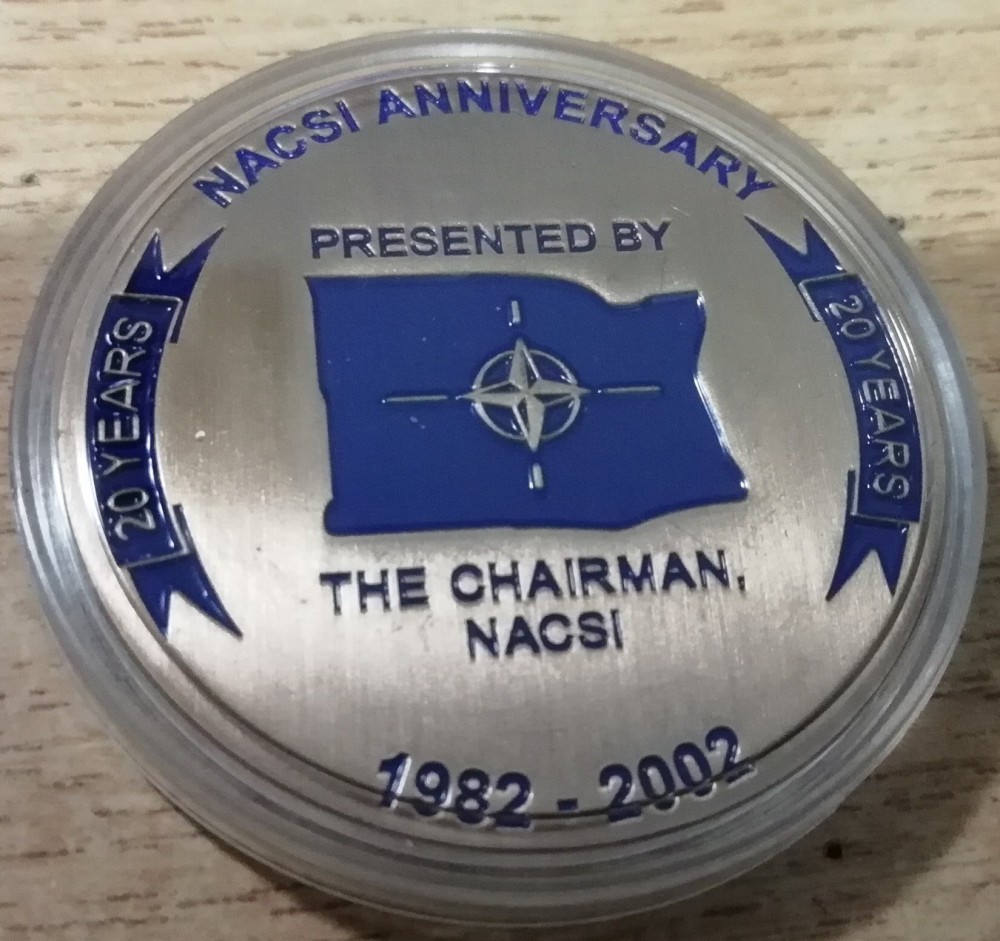 NACSI ANNIVERSARY
PRESENTED BY
20 YEARS
20 YEARS
THE CHAIRMAN,
NACSI
1982 - 2002